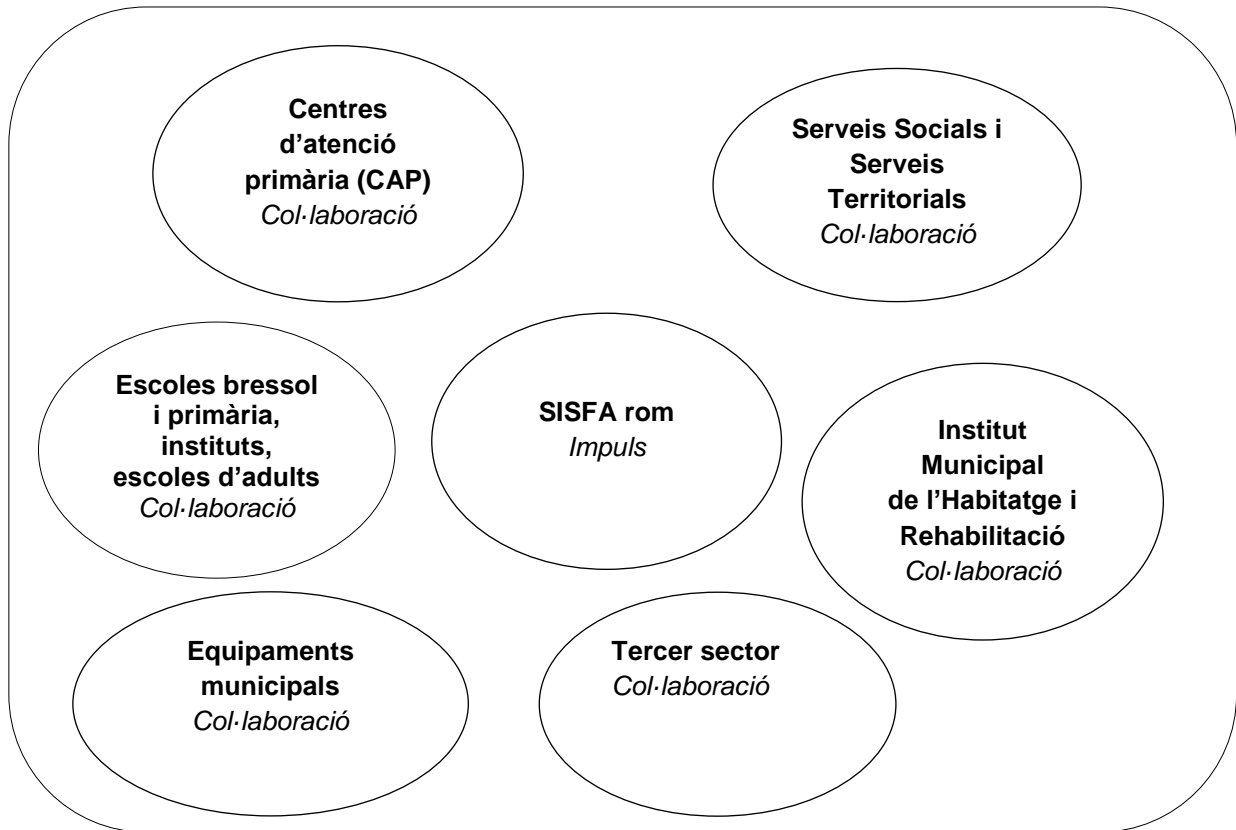 Centres
d’atenció
primària (CAP)
Col·laboració
Serveis Socials i
Serveis
Territorials
Col·laboració
Escoles bressol
i primària,
instituts,
escoles d’adults
Col·laboració
SISFA rom
Impuls
Institut
Municipal
de l’Habitatge i
Rehabilitació
Col·laboració
Equipaments
municipals
Col·laboració
Tercer sector
Col·laboració